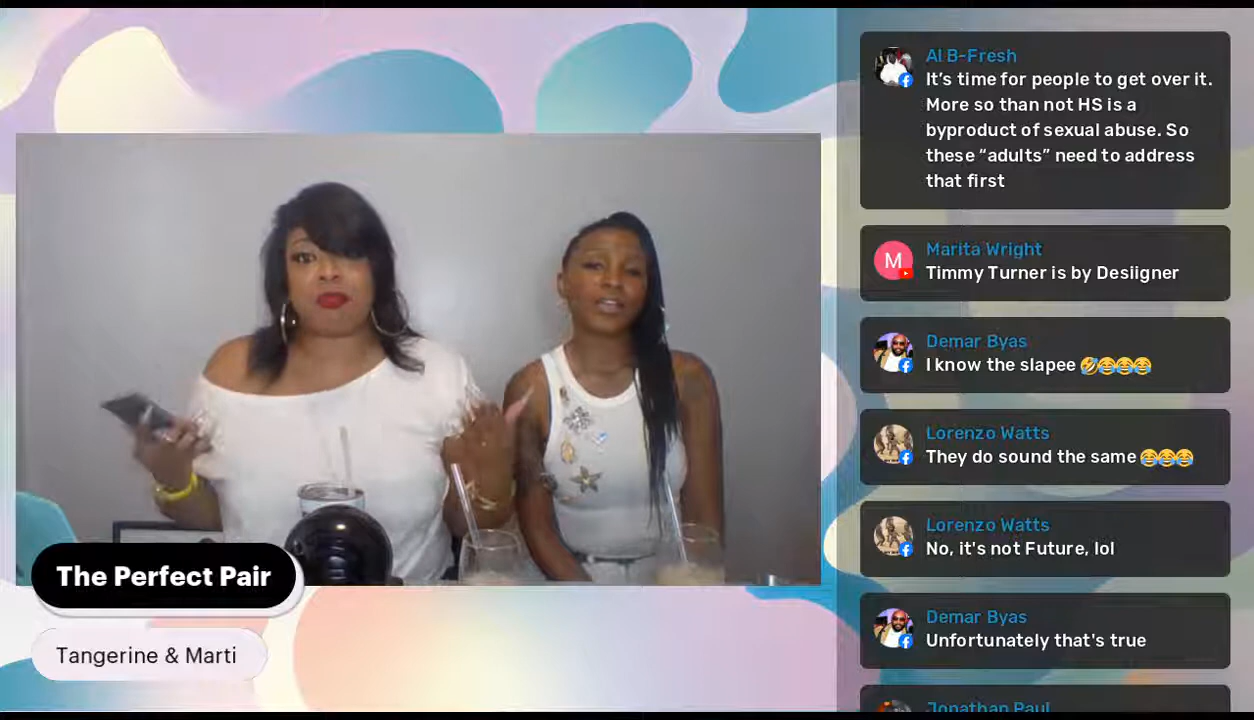 Al B-Fresh
It’s time for people to get over it.
More so than not HS is a
byproduct of sexual abuse. So
these “adults” need to address
that first
M
Marita Wright
Timmy Turner is by Desiigner
Demar Byas
I know the slapee 🤣😂😂😂
Lorenzo Watts
They do sound the same 😂😂😂
Lorenzo Watts
No, it's not Future, lol
Demar Byas
Unfortunately that's true
Jonathan Paul
The Perfect Pair
Tangerine & Marti